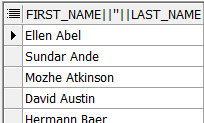 FIRST_NAME||''||LAST_NAME
Ellen Abel
Sundar Ande
Mozhe Atkinson
David Austin
Hermann Baer